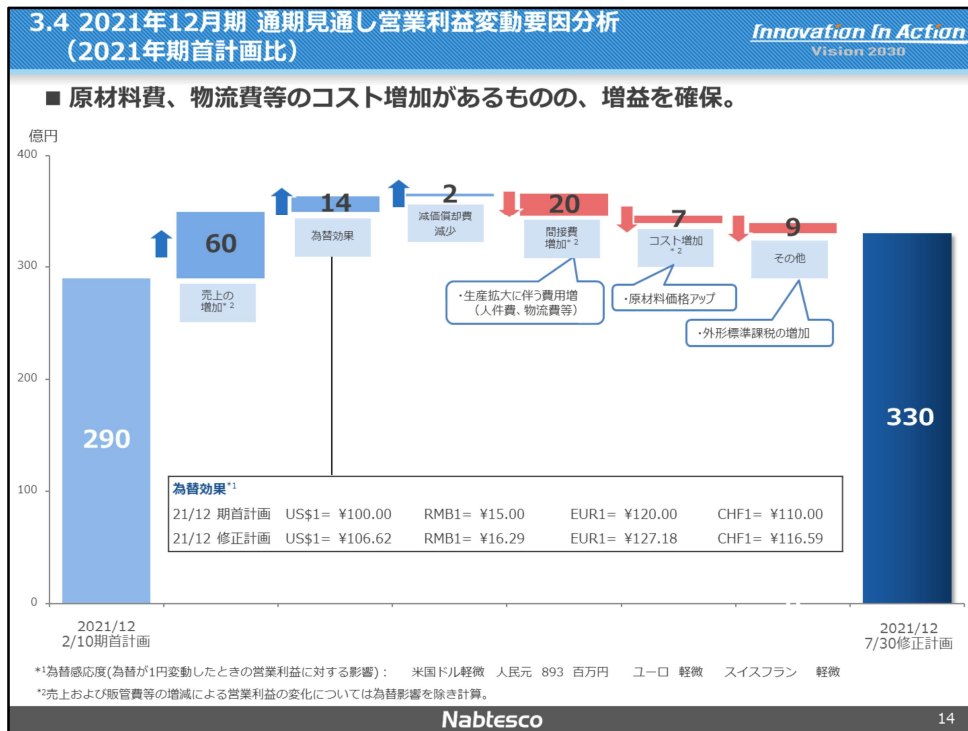 3.4 2021年12月期 通期見通し営業利益変動要因分析
（2021年期首計画比）
Innovation In Action
Vision 2030
■ 原材料費、物流費等のコスト増加があるものの、増益を確保。
億円
400
300
200
100
0
290
60
売上の
増加*2
14
為替効果
2
減価償却費
減少
20
間接費
増加*2
7
コスト増加
*2
9
その他
330
・生産拡大に伴う費用増
（人件費、物流費等）
・原材料価格アップ
・外形標準課税の増加
為替効果*1
21/12 期首計画 US$1= ¥100.00 RMB1= ¥15.00 EUR1= ¥120.00 CHF1= ¥110.00
21/12 修正計画 US$1= ¥106.62 RMB1= ¥16.29 EUR1= ¥127.18 CHF1= ¥116.59
2021/12
2/10期首計画
2021/12
7/30修正計画
*1為替感応度(為替が1円変動したときの営業利益に対する影響)： 米国ドル軽微 人民元 893 百万円 ユーロ 軽微 スイスフラン 軽微
*2売上および販管費等の増減による営業利益の変化については為替影響を除き計算。
Nabtesco
14